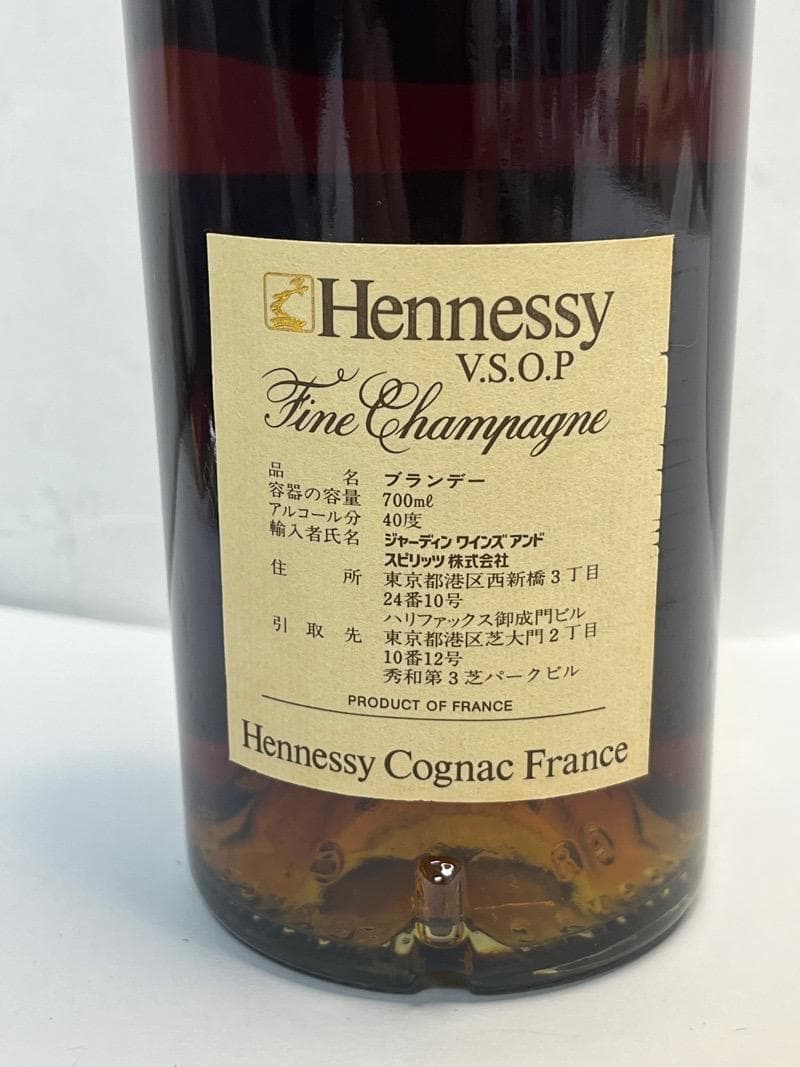 Hennessy
V.S.O.P
Fine Champagne
品名 ブランデー
容器の容量 700mℓ
アルコール分 40度
輸入者氏名 ジャーディン ワインズ アンド
スピリッツ 株式会社
住所 東京都港区西新橋3丁目
24番10号
ハリファックス御成門ビル
引取先 東京都港区芝大門2丁目
10番12号
秀和第3芝パークビル
PRODUCT OF FRANCE
Hennessy Cognac France